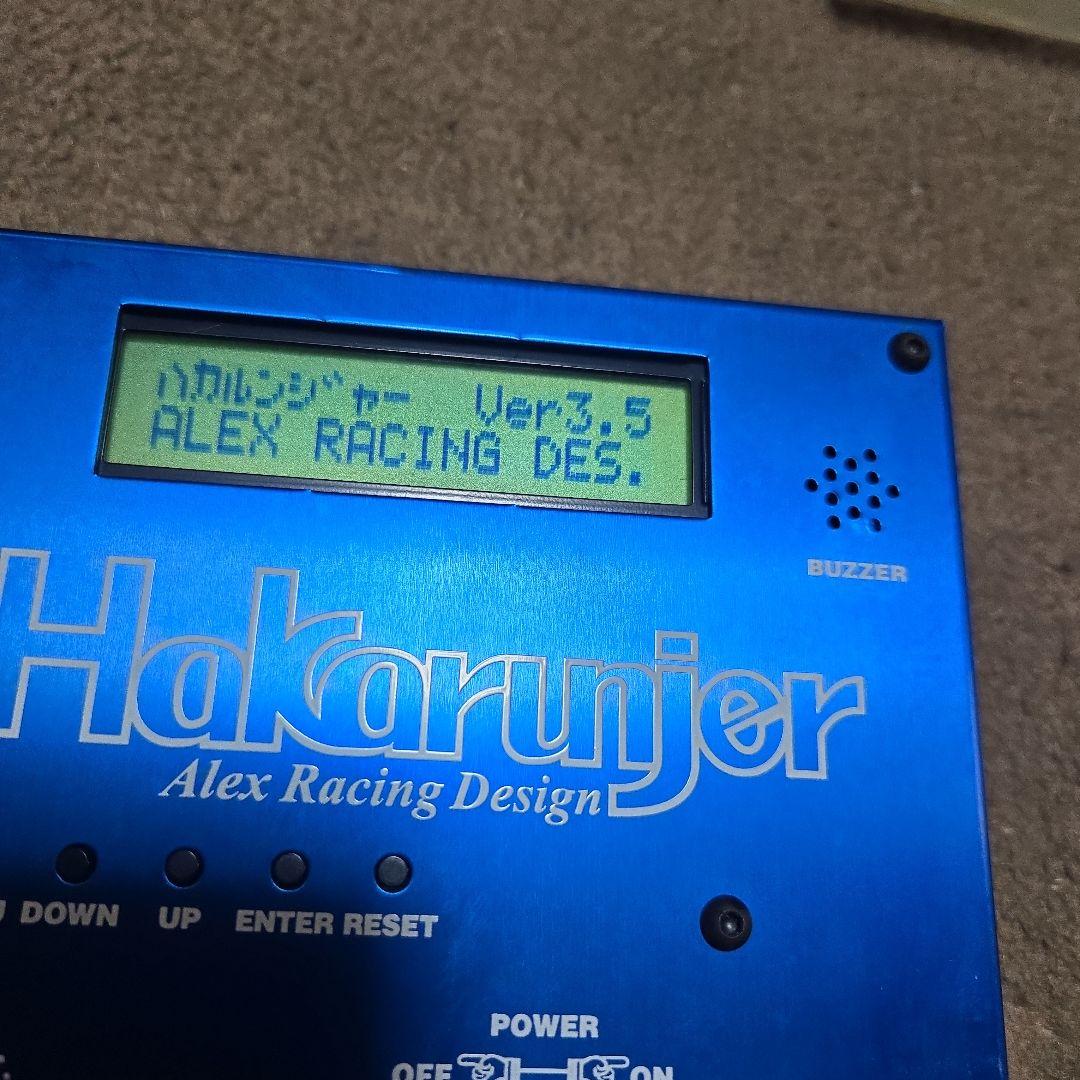 ハカルンジャー Ver3.5
ALEX RACING DES.
BUZZER
Hakarunjer
Alex Racing Design
DOWN UP ENTER RESET
POWER
OFF ON